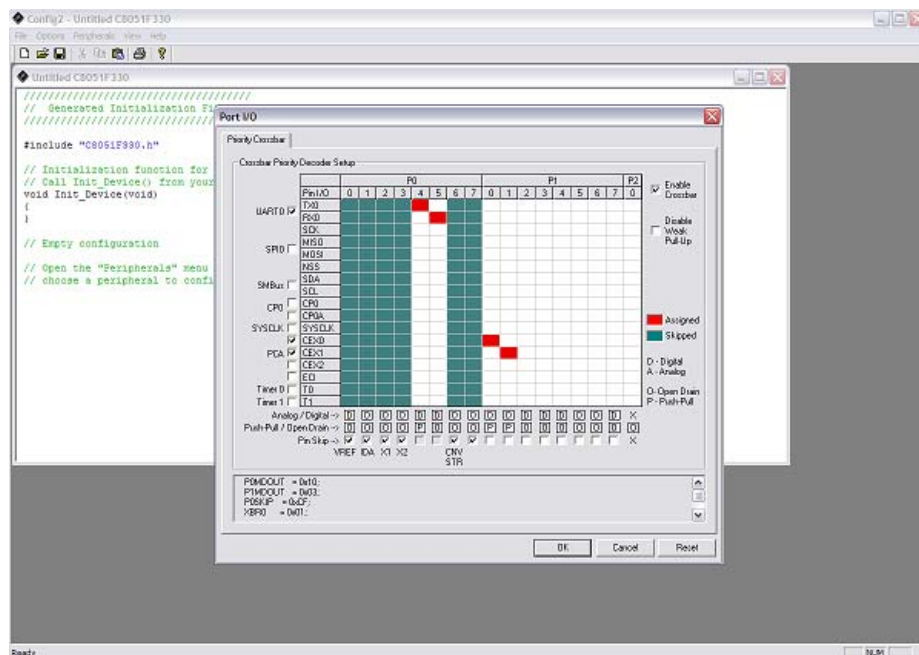 Config2 - Untitled C8051F330
File Options Peripherals View Help
Untitled C8051F330
//////////////////////////////////////
// Generated Initialization Fi
#include "C8051F330.h"
// Initialization function for
// Call Init_Device() from your
void Init_Device(void)
{
}
// Empty configuration
// Open the "Peripherals" menu
// choose a peripheral to confi
Port I/O
Priority Crossbar
Crossbar Priority Decoder Setup
P0 P1 P2
Pin I/O 0 1 2 3 4 5 6 7 0 1 2 3 4 5 6 7 0
UART0 TX0
RX0
SCK
SPI0 MISO
MOSI
NSS
SMBus SDA
SCL
CP0 CP0
CP0A
SYSCLK SYSCLK
CEX0
PCA CEX1
CEX2
ECI
Timer 0 T0
Timer 1 T1
Analog / Digital ->
Push-Pull / Open Drain ->
Pin Skip ->
VREF IDA X1 X2 CNV
STR
Enable
Crossbar
Disable
Weak
Pull-Up
Assigned
Skipped
D - Digital
A - Analog
O - Open Drain
P - Push-Pull
P0MDOUT = 0x10;
P1MDOUT = 0x03;
P0SKIP = 0xCF;
XBR0 = 0x01;
OK Cancel Reset
Ready NUM